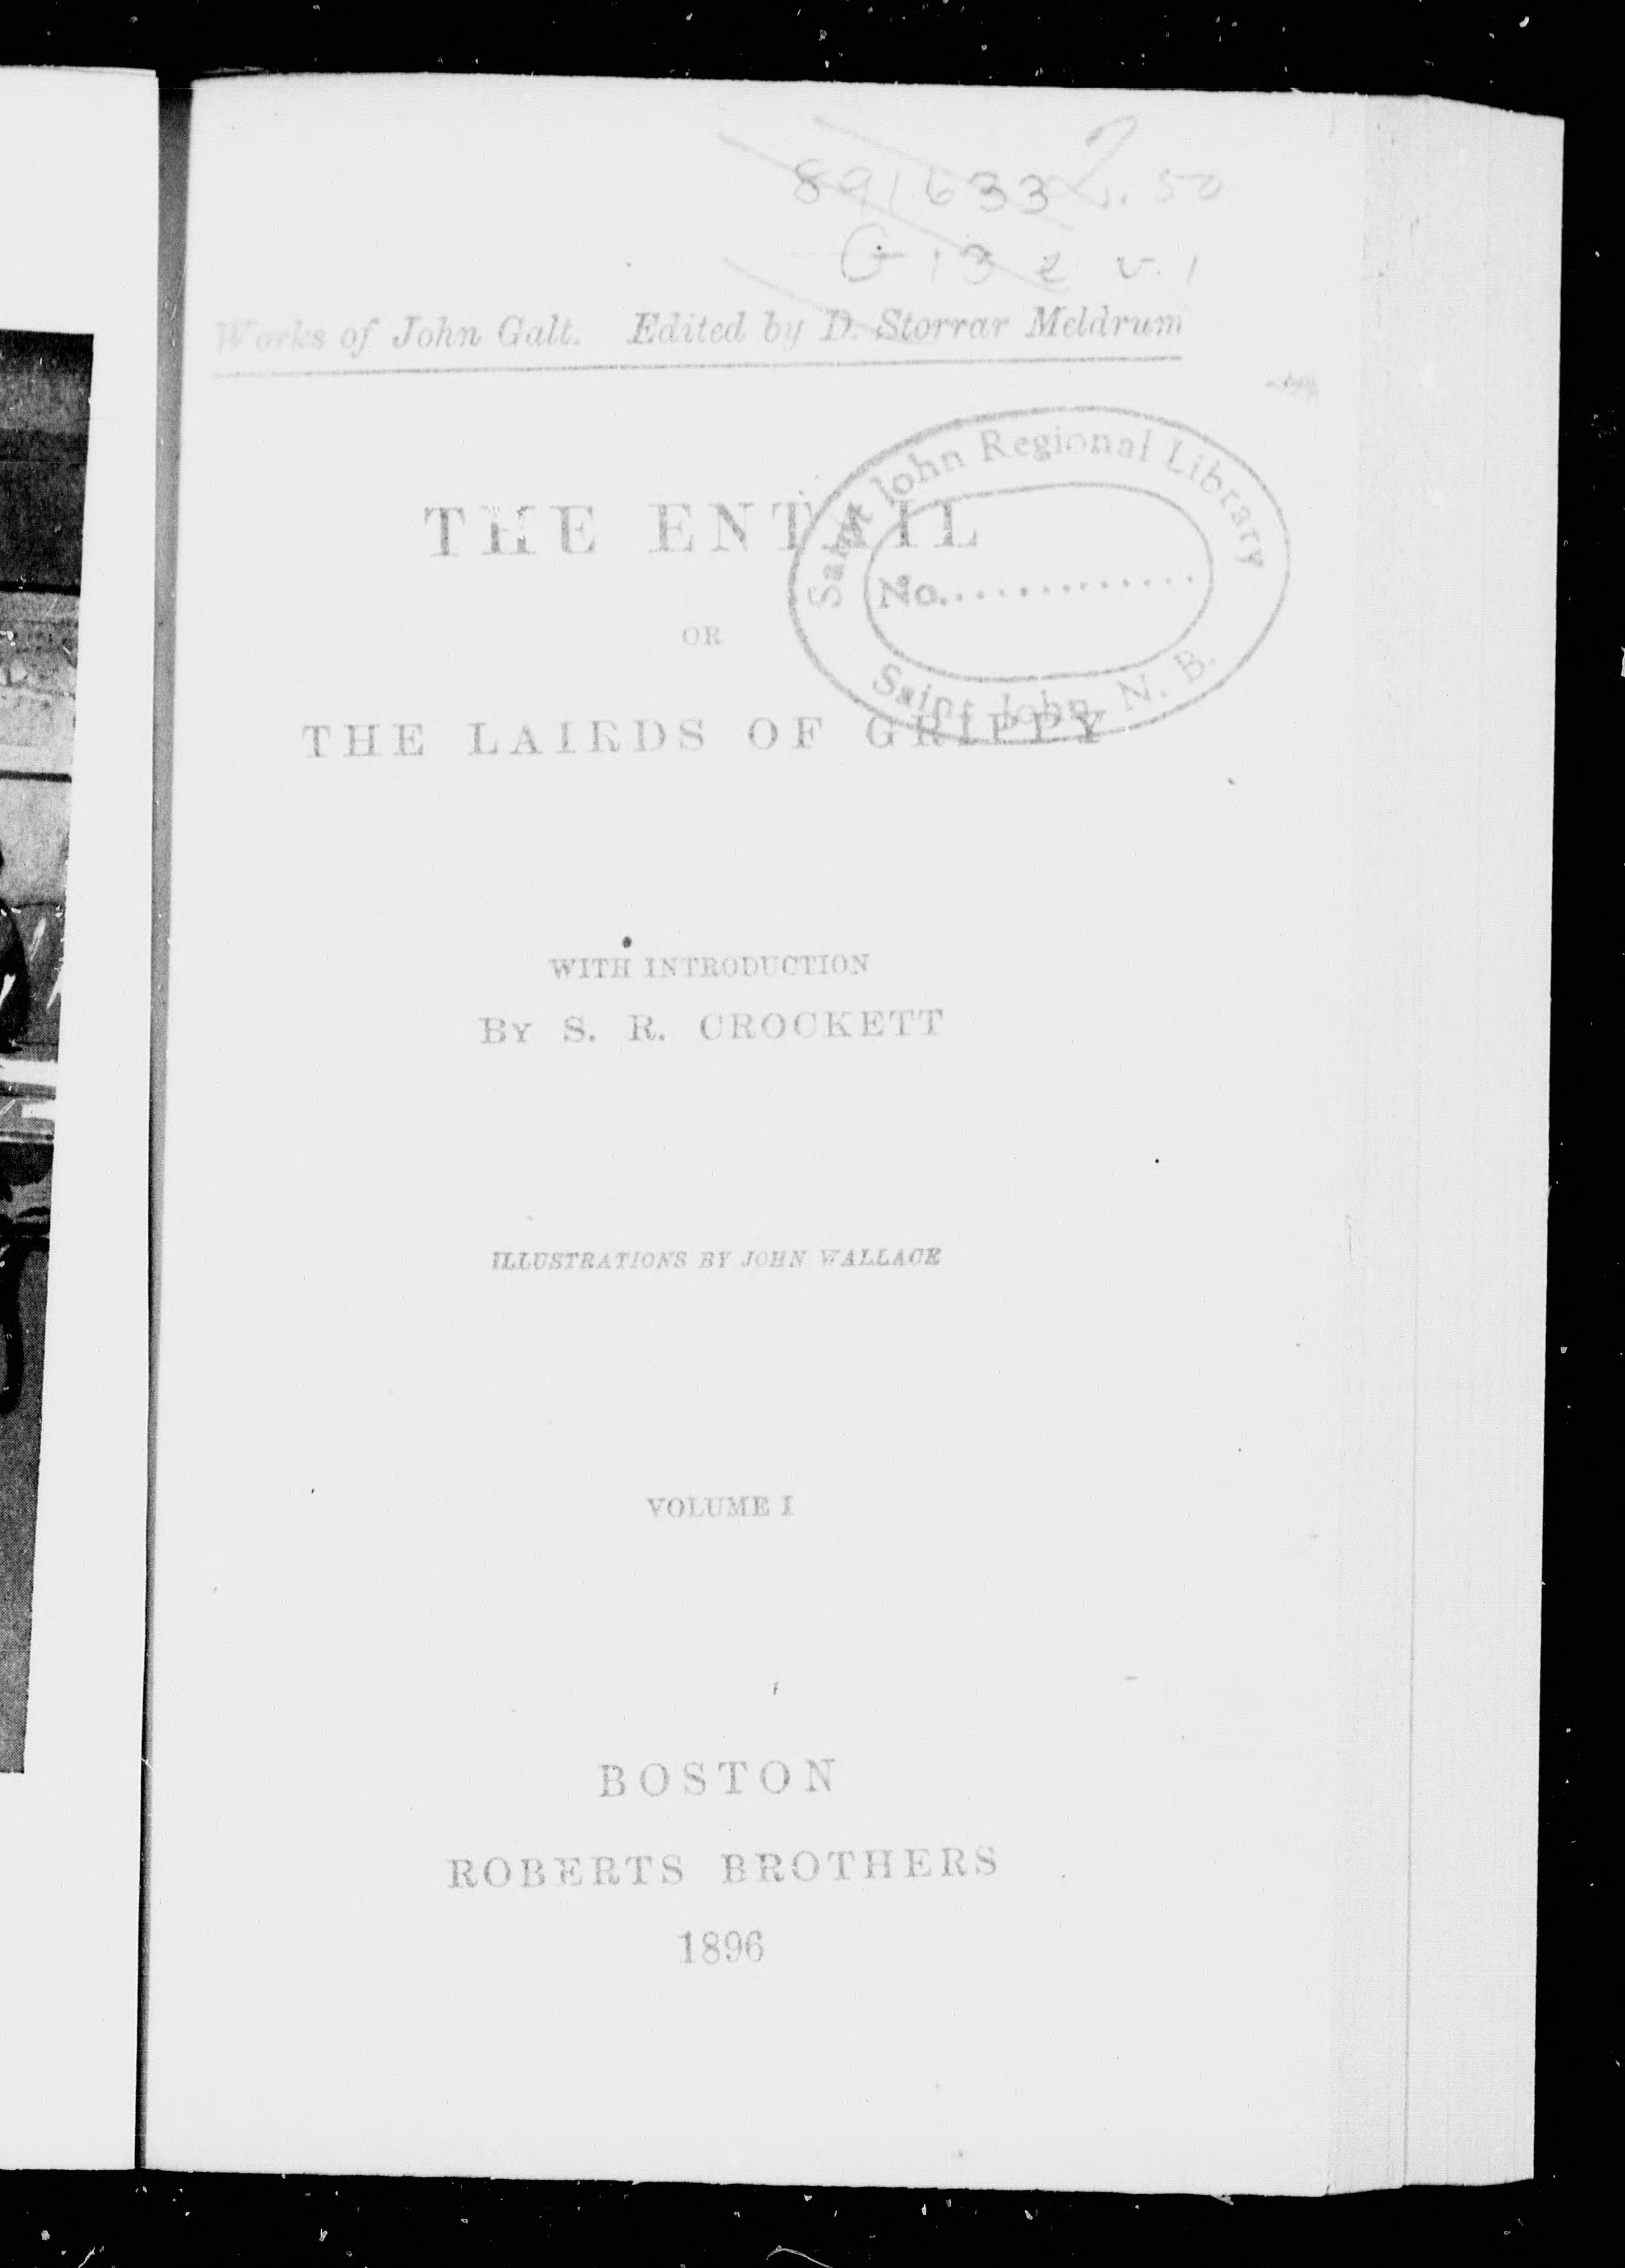 891.633 2.50
G13e v.1
Works of John Galt. Edited by D. Storrar Meldrum
Saint John Regional Library
No..............
Saint John, N. B.
THE ENTAIL
OR
THE LAIRDS OF GRIPPY
WITH INTRODUCTION
BY S. R. CROCKETT
ILLUSTRATIONS BY JOHN WALLACE
VOLUME I
BOSTON
ROBERTS BROTHERS
1896